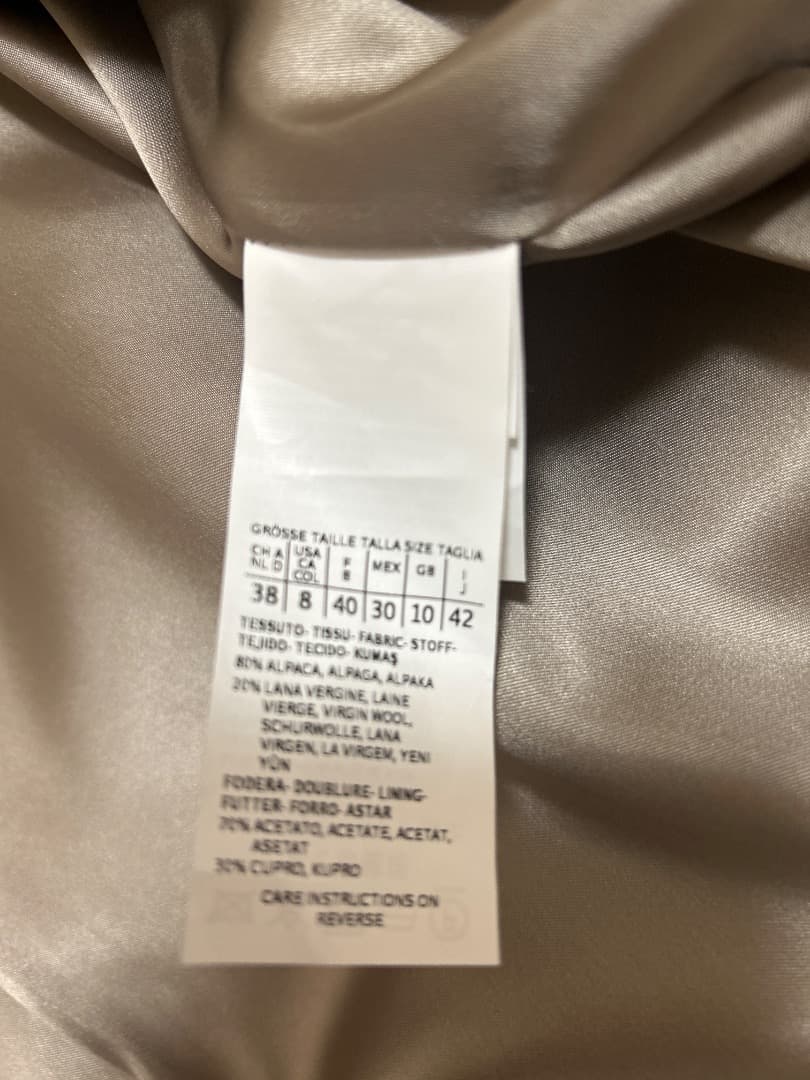 GRÖSSE TAILLE TALLA SIZE TAGLIA
CH A USA F MEX GB I
NL D CA B J
COL
38 8 40 30 10 42
TESSUTO- TISSU- FABRIC- STOFF-
TEJIDO- TECIDO- KUMAŞ
80% ALPACA, ALPAGA, ALPAKA
20% LANA VERGINE, LAINE
VIERGE, VIRGIN WOOL,
SCHURWOLLE, LANA
VIRGEN, LA VIRGEM, YENI
YÜN
FODERA- DOUBLURE- LINING-
FUTTER- FORRO- ASTAR
70% ACETATO, ACETATE, ACETAT,
ASETAT
30% CUPRO, KUPRO
CARE INSTRUCTIONS ON
REVERSE